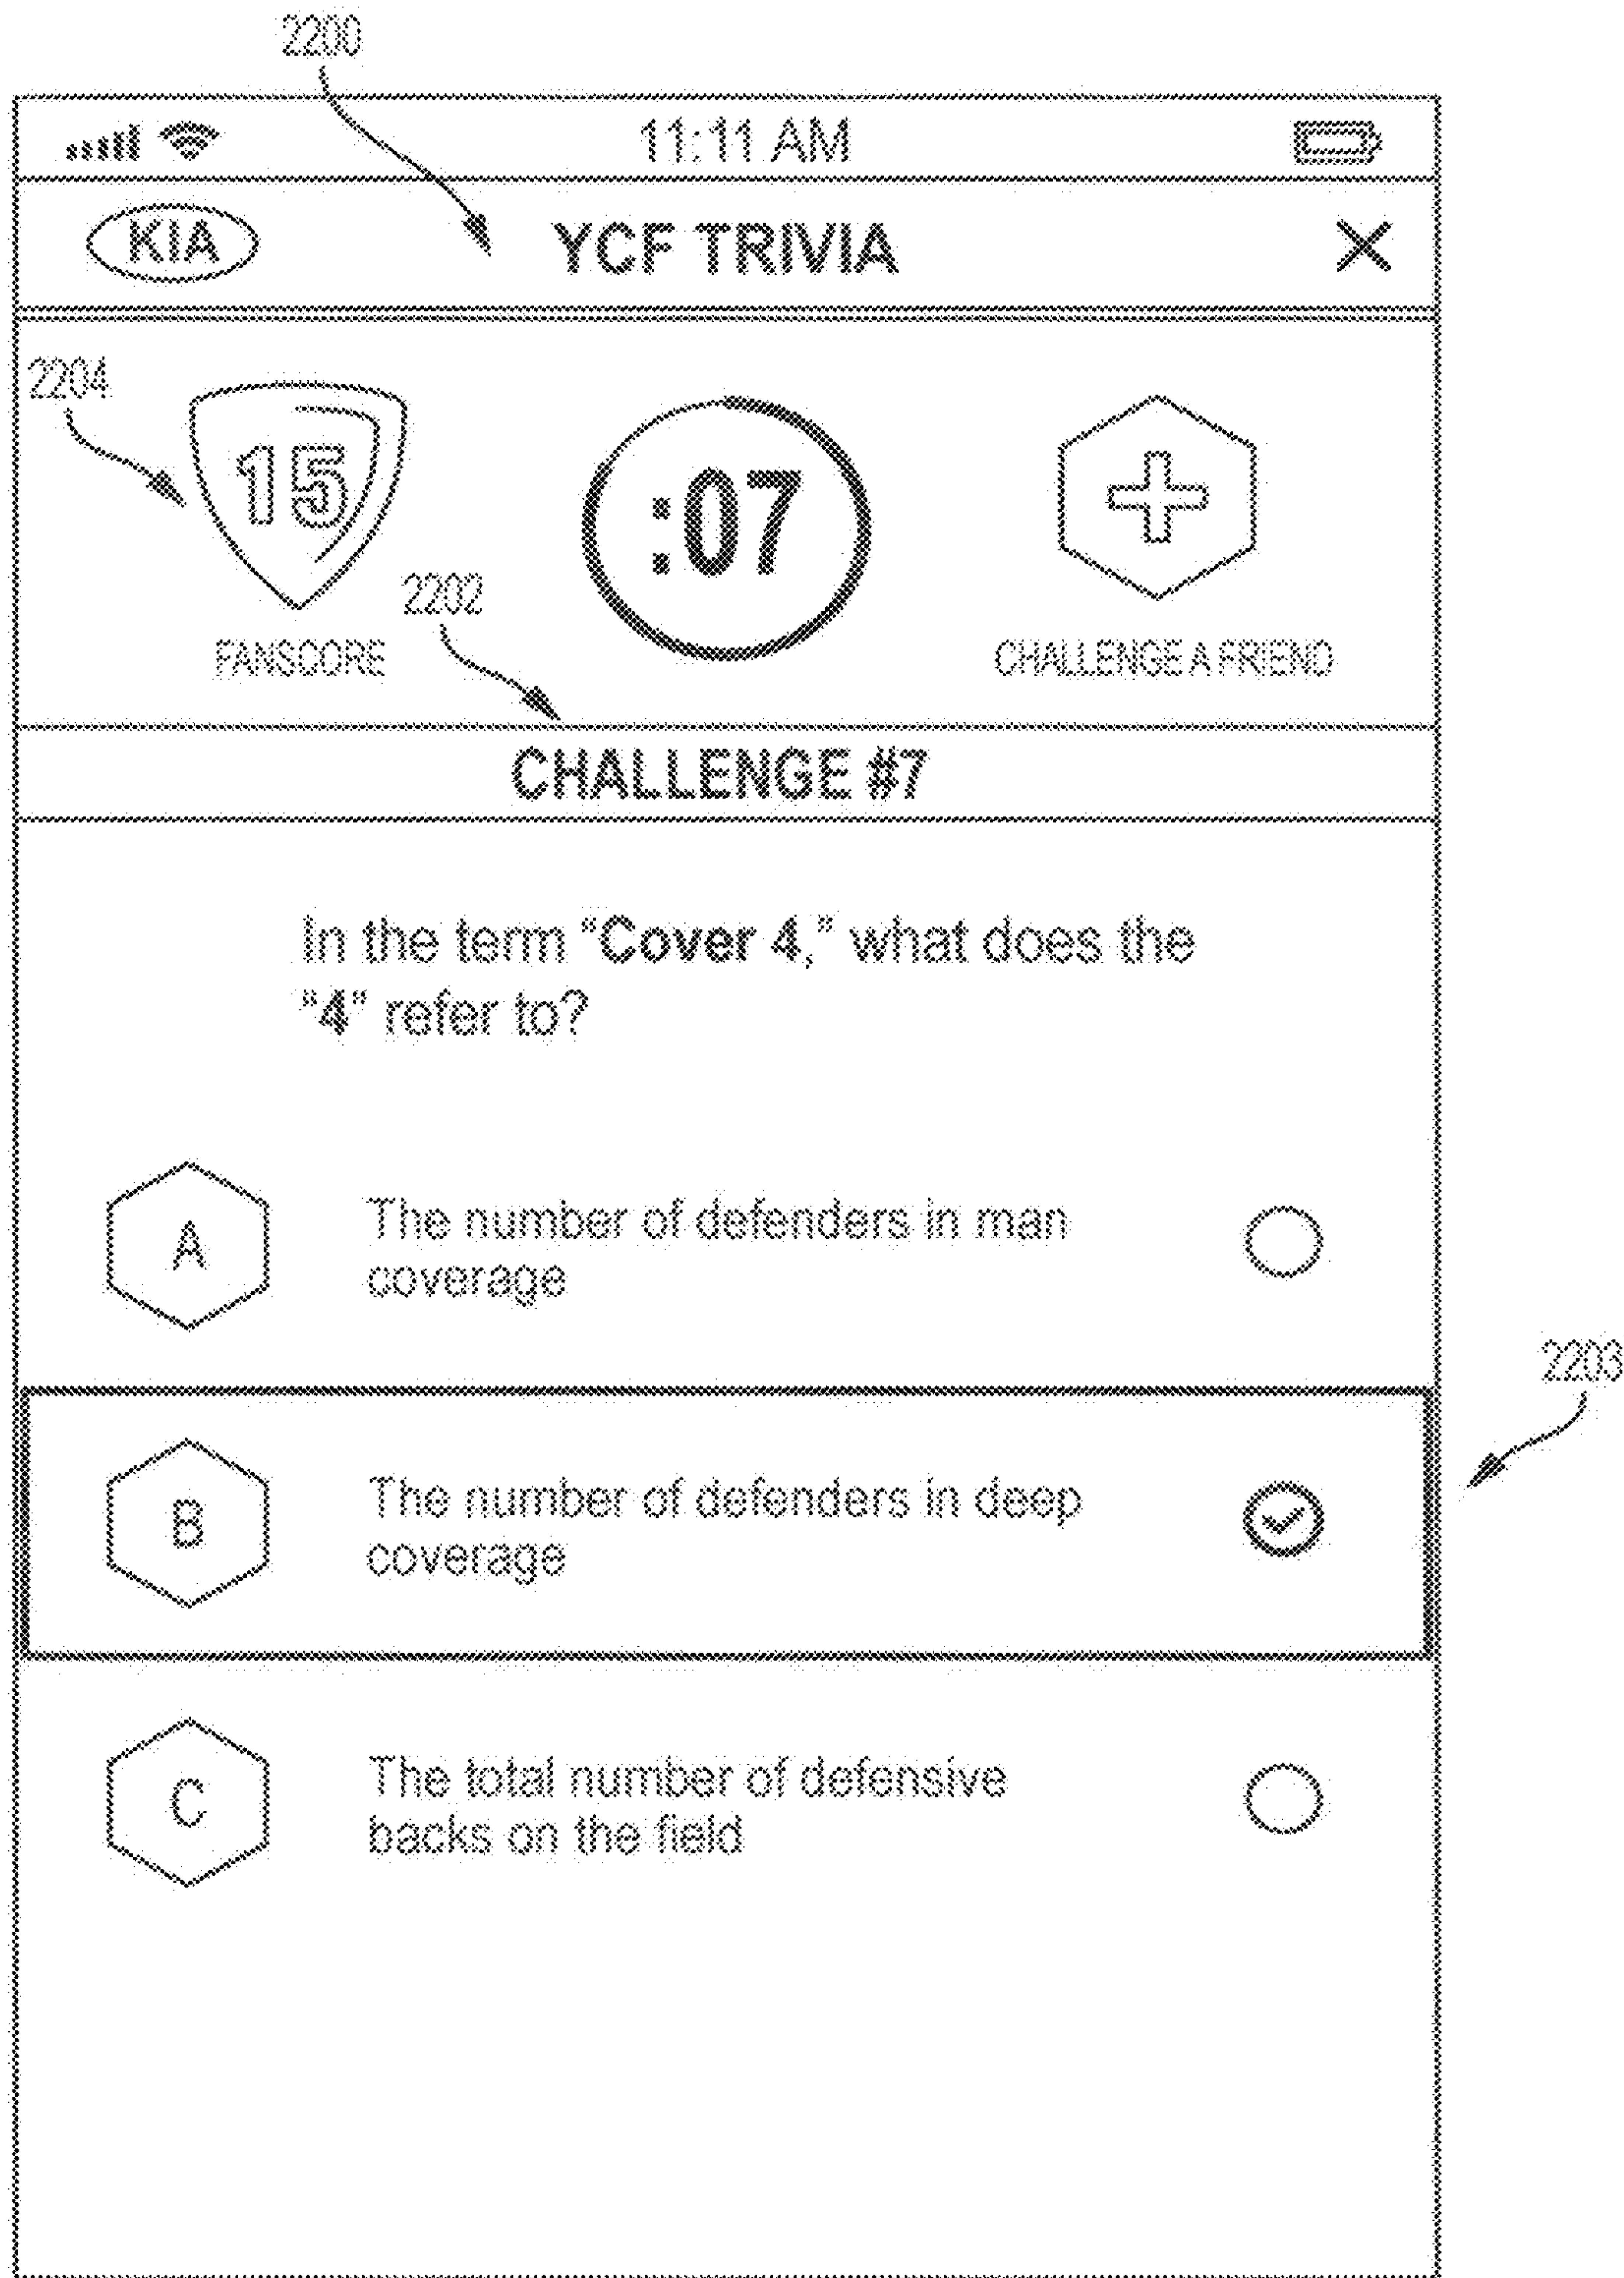 2200
11:11 AM
KIA
YCF TRIVIA
2204
15
:07
2202
FANSCORE
CHALLENGE A FRIEND
CHALLENGE #7
In the term “Cover 4,” what does the
“4” refer to?
A
The number of defenders in man
coverage
2203
B
The number of defenders in deep
coverage
C
The total number of defensive
backs on the field